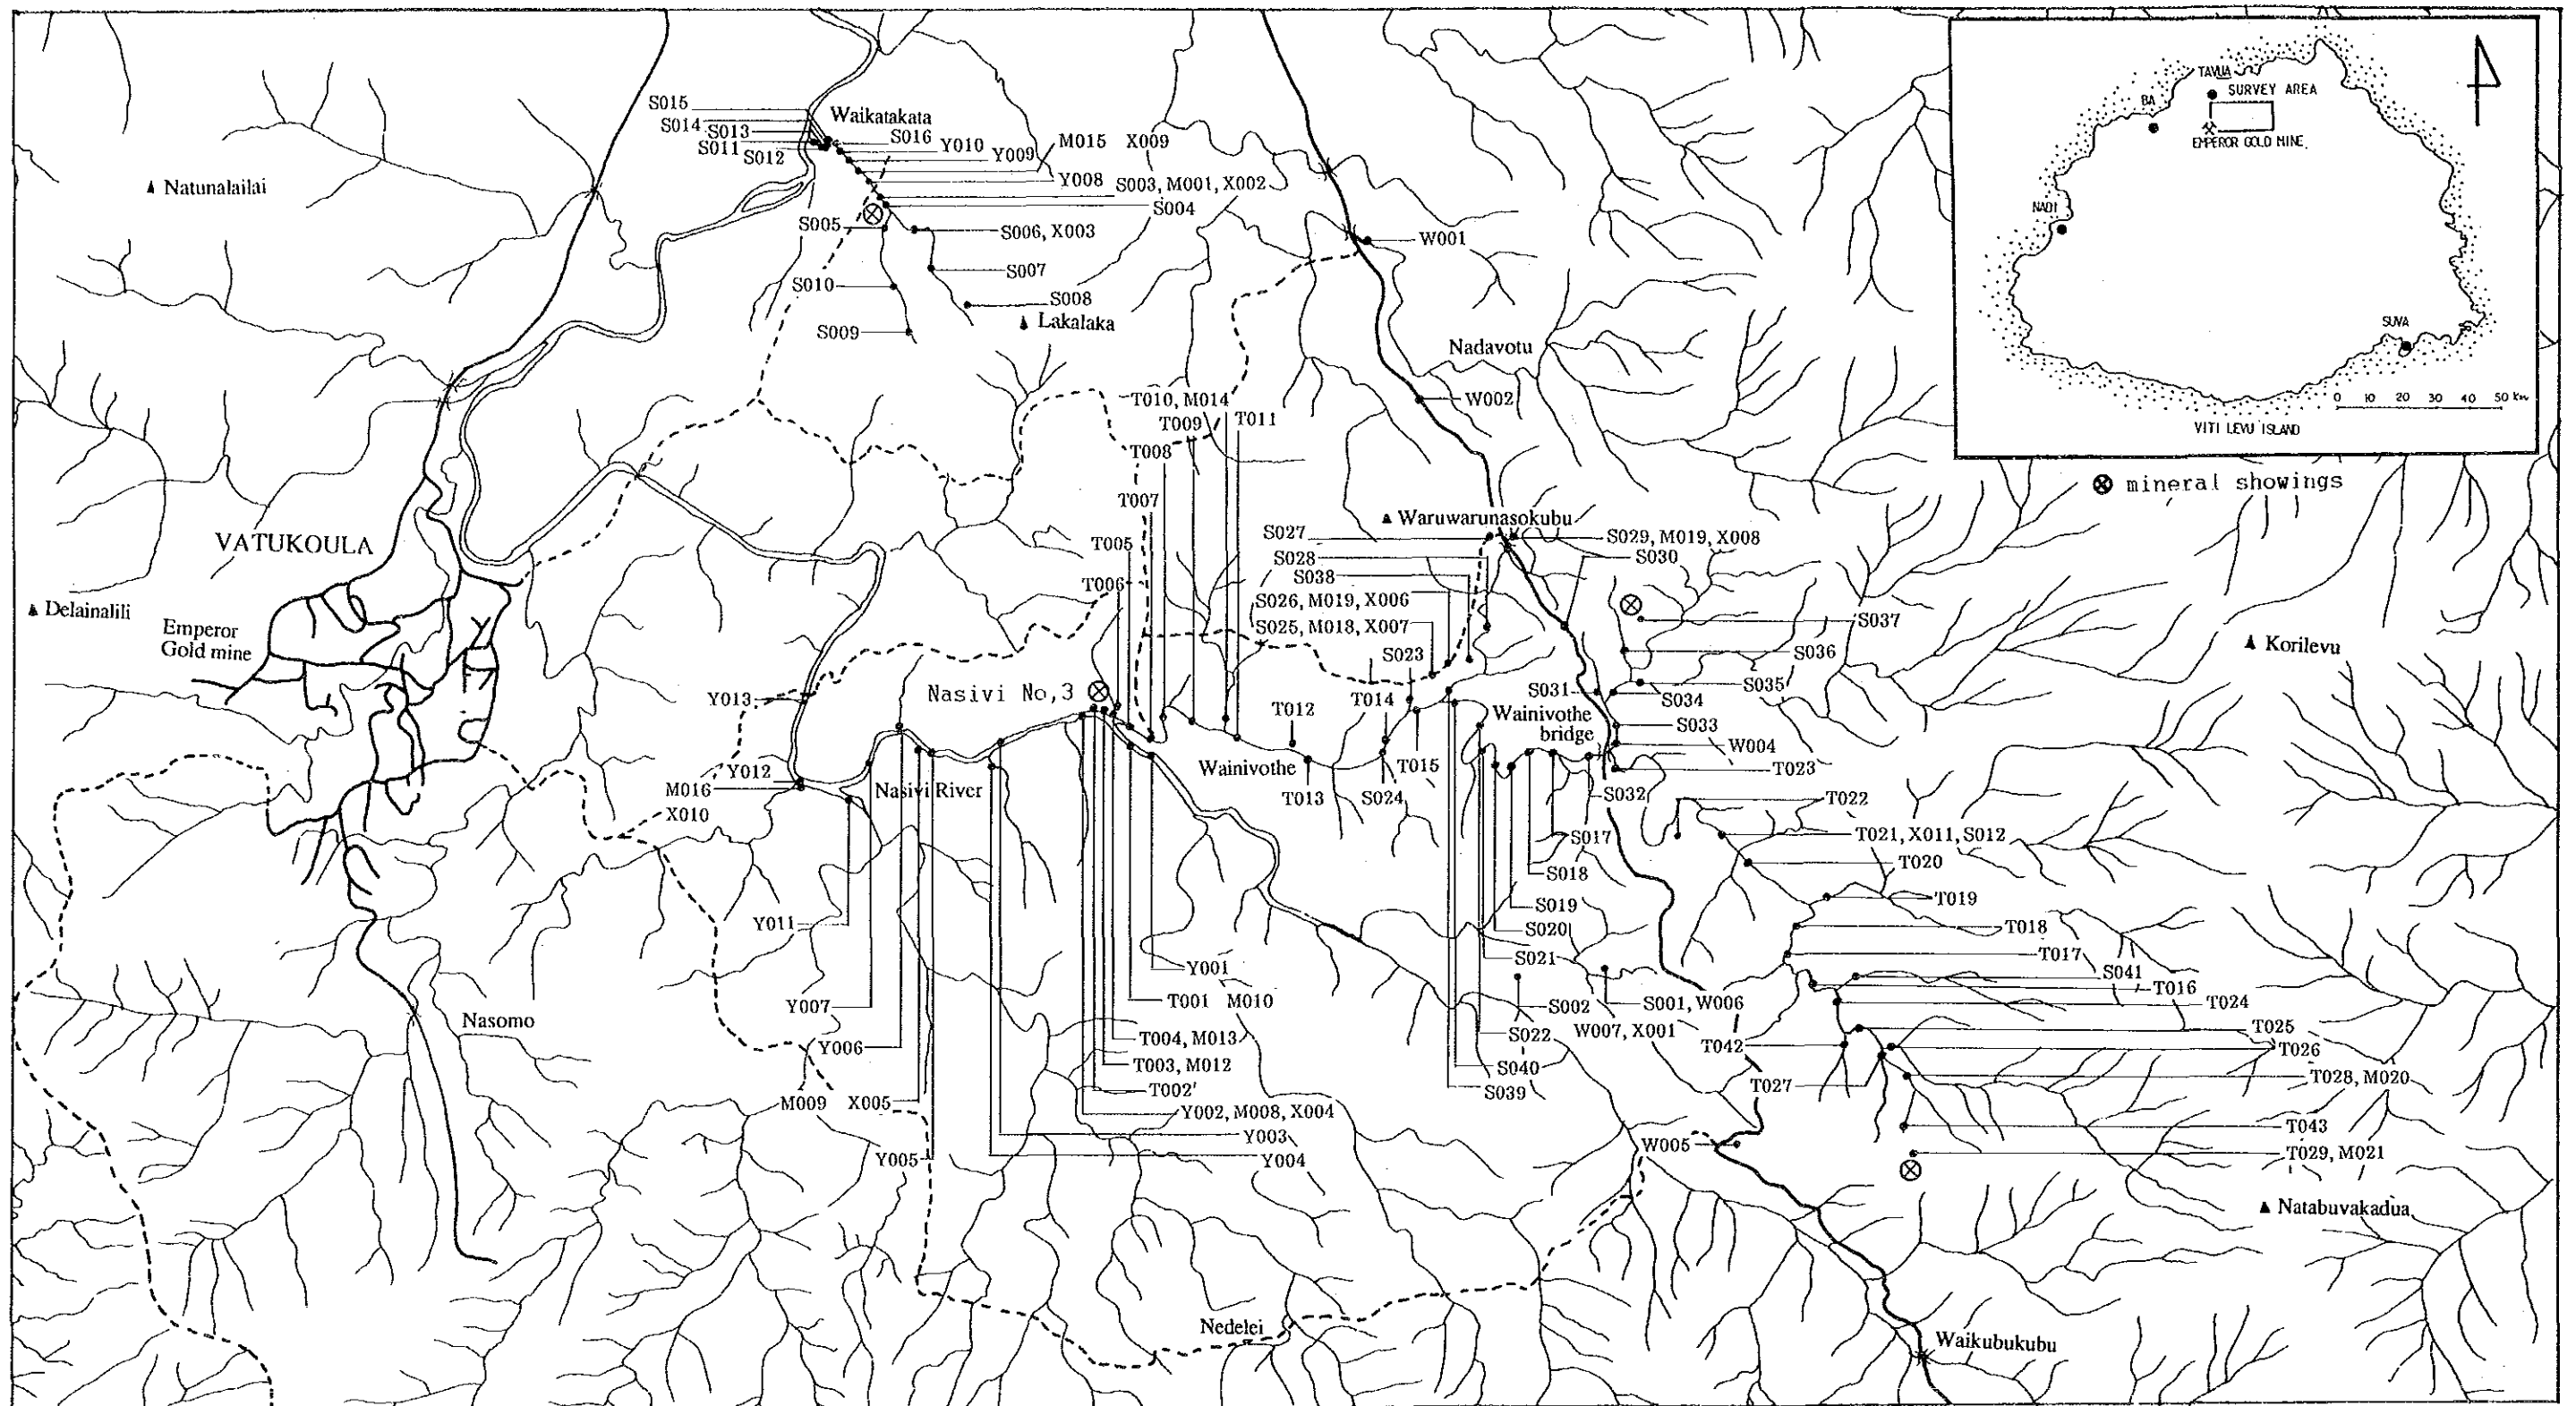 TAVUA
SURVEY AREA
BA
EMPEROR GOLD MINE
NADI
SUVA
0 10 20 30 40 50 km
VITI LEVU ISLAND
⊗ mineral showings
S015
S014
S013
S011
S012
Waikatakata
S016
Y010
Y009
M015 X009
Y008
S003, M001, X002
S004
S005
S006, X003
S007
S010
S008
S009
Lakalaka
Natunalailai
W001
Nadavotu
W002
T010, M014
T009
T011
T008
T007
T005
T006
VATUKOULA
Delainalili
Emperor
Gold mine
Waruwarunasokubu
S027
S029, M019, X008
S028
S030
S038
S026, M019, X006
S025, M018, X007
S023
S037
S036
S035
S034
S031
S033
Korilevu
Nasivi No,3
Y013
T012
T014
Wainivothe
bridge
W004
T023
Y012
M016
X010
Nasivi River
Wainivothe
T013
T015
S024
S032
T022
S017
T021, X011, S012
T020
S018
T019
S019
Y011
S020
T018
S021
T017
S041
T016
Y001
T001 M010
Y007
S002
S001, W006
T024
Nasomo
T004, M013
S022
W007, X001
T025
Y006
T042
T026
T003, M012
S040
T027
T028, M020
T002'
S039
M009 X005
Y002, M008, X004
Y003
T043
Y005
Y004
W005
T029, M021
Natabuvakadua
Nedelei
Waikubukubu